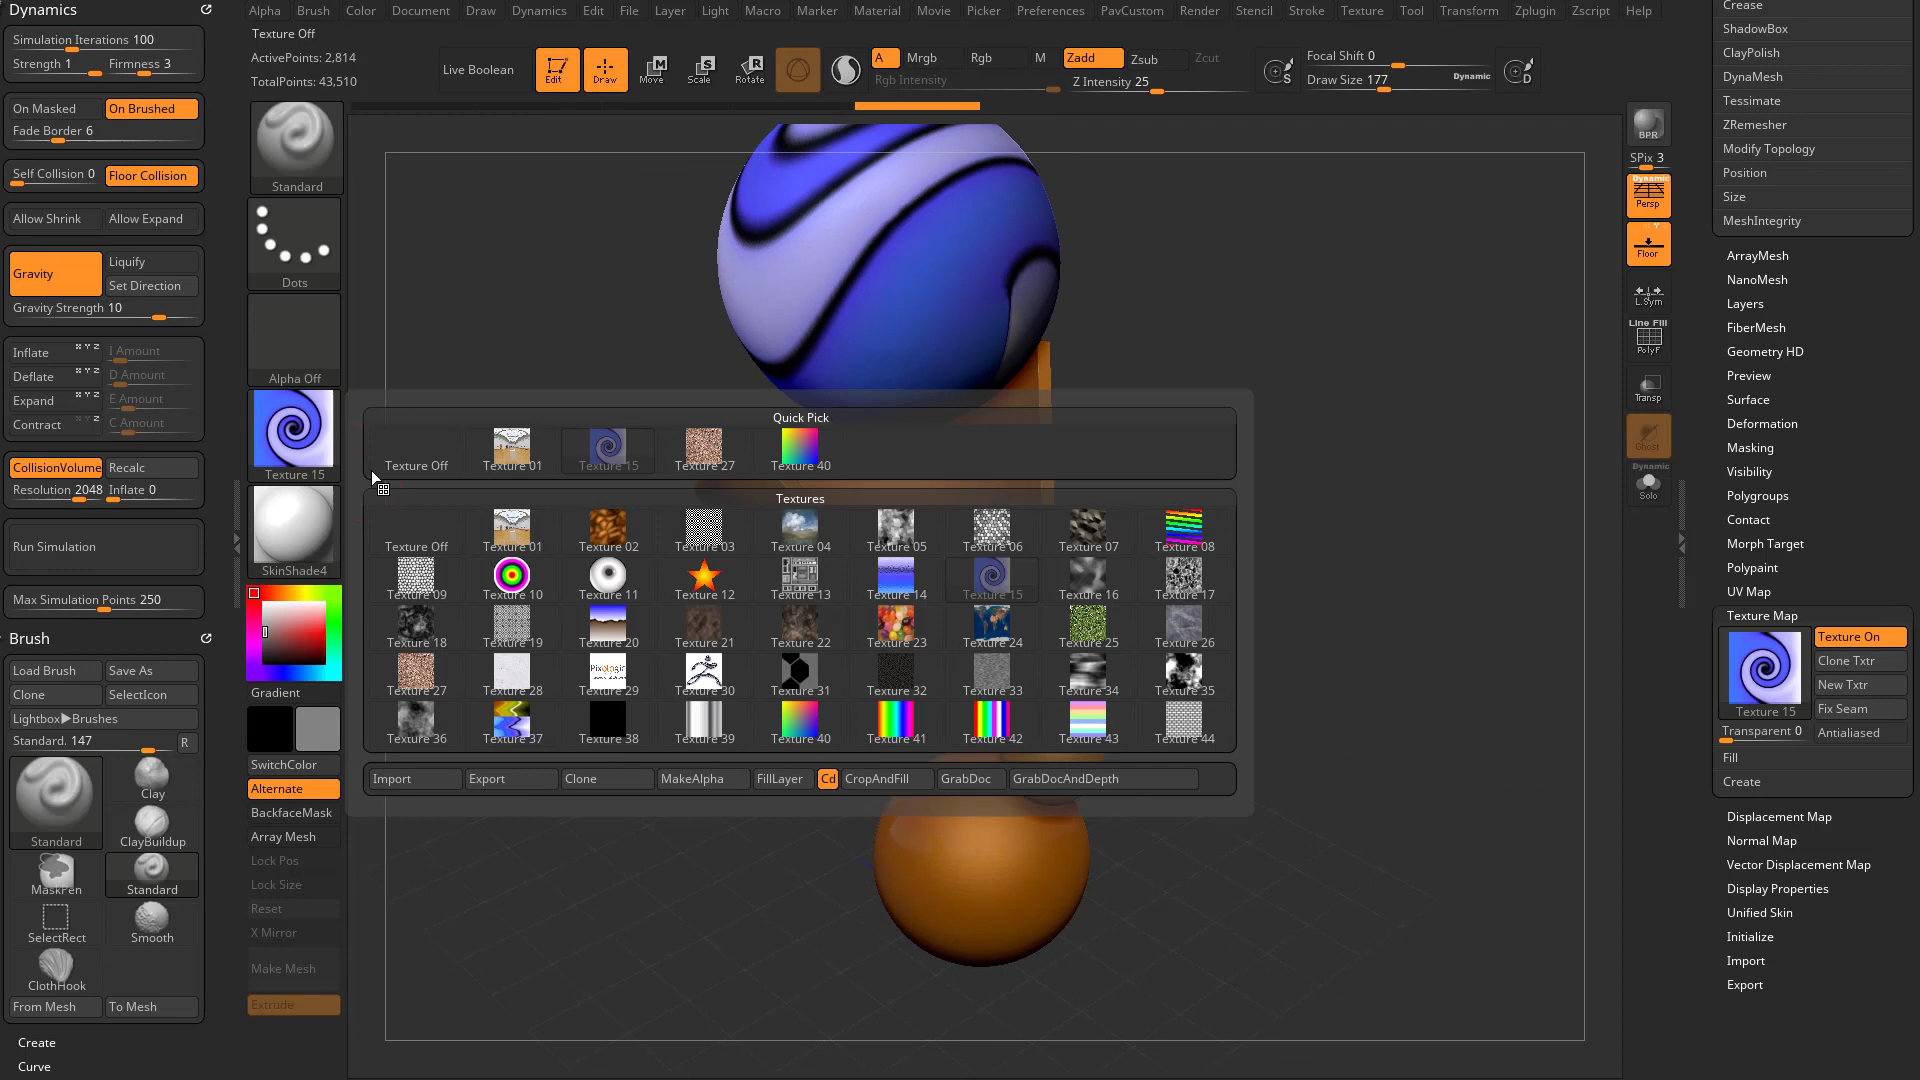 Dynamics
Simulation Iterations 100
Strength 1 Firmness 3
On Masked On Brushed
Fade Border 6
Self Collision 0 Floor Collision
Allow Shrink Allow Expand
Gravity
Liquify
Set Direction
Gravity Strength 10
Inflate X Y Z I Amount
Deflate X Y Z D Amount
Expand X Y Z E Amount
Contract X Y Z C Amount
CollisionVolume Recalc
Resolution 2048 Inflate 0
Run Simulation
Max Simulation Points 250
Brush
Load Brush Save As
Clone SelectIcon
Lightbox▶Brushes
Standard. 147 R
Standard
Clay
ClayBuildup
MaskPen Standard
SelectRect Smooth
ClothHook
From Mesh To Mesh
Create
Curve
Alpha Brush Color Document Draw Dynamics Edit File Layer Light Macro Marker Material Movie Picker Preferences PavCustom Render Stencil Stroke Texture Tool Transform Zplugin Zscript Help
Texture Off
ActivePoints: 2,814
TotalPoints: 43,510
Live Boolean
Edit Draw Move Scale Rotate
A Mrgb Rgb M Zadd Zsub Zcut
Rgb Intensity Z Intensity 25
Focal Shift 0
Draw Size 177 Dynamic
S D
Standard
Dots
Alpha Off
Texture 15
SkinShade4
Gradient
SwitchColor
Alternate
BackfaceMask
Array Mesh
Lock Pos
Lock Size
Reset
X Mirror
Make Mesh
Extrude
Quick Pick
Texture Off Texture 01 Texture 15 Texture 27 Texture 40
Textures
Texture Off Texture 01 Texture 02 Texture 03 Texture 04 Texture 05 Texture 06 Texture 07 Texture 08
Texture 09 Texture 10 Texture 11 Texture 12 Texture 13 Texture 14 Texture 15 Texture 16 Texture 17
Texture 18 Texture 19 Texture 20 Texture 21 Texture 22 Texture 23 Texture 24 Texture 25 Texture 26
Pixologic
Texture 27 Texture 28 Texture 29 Texture 30 Texture 31 Texture 32 Texture 33 Texture 34 Texture 35
Texture 36 Texture 37 Texture 38 Texture 39 Texture 40 Texture 41 Texture 42 Texture 43 Texture 44
Import Export Clone MakeAlpha FillLayer Cd CropAndFill GrabDoc GrabDocAndDepth
BPR
SPix 3
Dynamic
Persp
Floor
L.Sym
Line Fill
PolyF
Transp
Ghost
Dynamic
Solo
Crease
ShadowBox
ClayPolish
DynaMesh
Tessimate
ZRemesher
Modify Topology
Position
Size
MeshIntegrity
ArrayMesh
NanoMesh
Layers
FiberMesh
Geometry HD
Preview
Surface
Deformation
Masking
Visibility
Polygroups
Contact
Morph Target
Polypaint
UV Map
Texture Map
Texture On
Clone Txtr
New Txtr
Fix Seam
Texture 15
Transparent 0 Antialiased
Fill
Create
Displacement Map
Normal Map
Vector Displacement Map
Display Properties
Unified Skin
Initialize
Import
Export